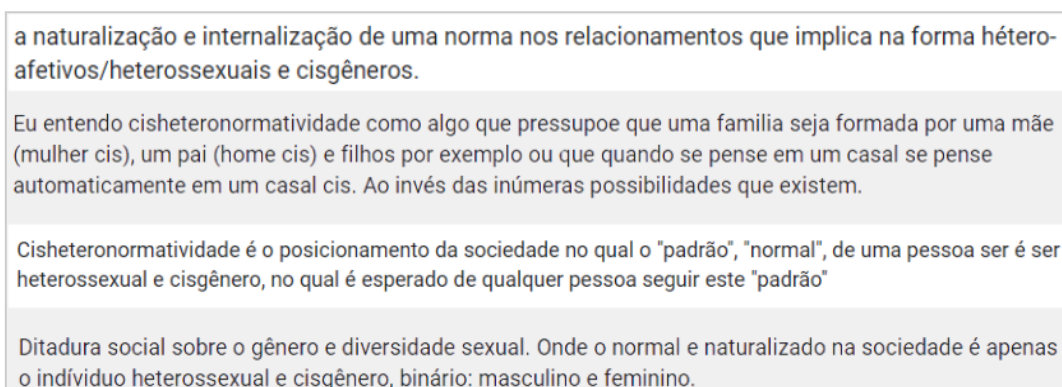 a naturalização e internalização de uma norma nos relacionamentos que implica na forma hétero-
afetivos/heterossexuais e cisgêneros.
Eu entendo cisheteronormatividade como algo que pressupoe que uma familia seja formada por uma mãe
(mulher cis), um pai (home cis) e filhos por exemplo ou que quando se pense em um casal se pense
automaticamente em um casal cis. Ao invés das inúmeras possibilidades que existem.
Cisheteronormatividade é o posicionamento da sociedade no qual o "padrão", "normal", de uma pessoa ser é ser
heterossexual e cisgênero, no qual é esperado de qualquer pessoa seguir este "padrão"
Ditadura social sobre o gênero e diversidade sexual. Onde o normal e naturalizado na sociedade é apenas
o indíviduo heterossexual e cisgênero, binário: masculino e feminino.